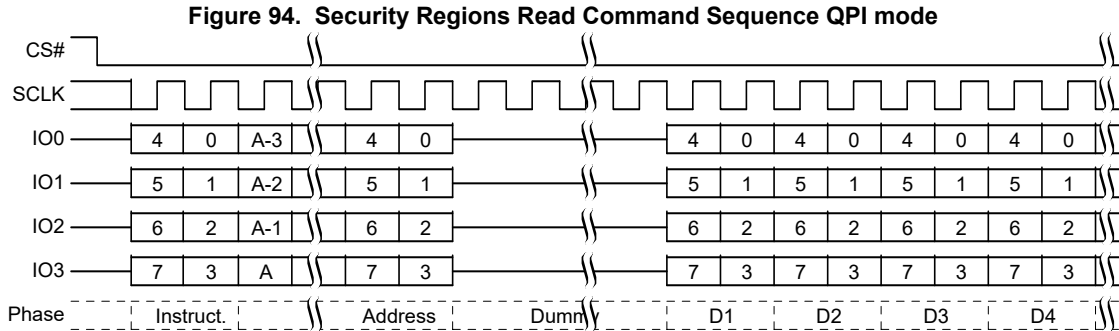 Figure 94. Security Regions Read Command Sequence QPI mode
CS#
SCLK
IO0 4 0 A-3 4 0 4 0 4 0 4 0 4 0
IO1 5 1 A-2 5 1 5 1 5 1 5 1 5 1
IO2 6 2 A-1 6 2 6 2 6 2 6 2 6 2
IO3 7 3 A 7 3 7 3 7 3 7 3 7 3
Phase Instruct. Address Dummy D1 D2 D3 D4